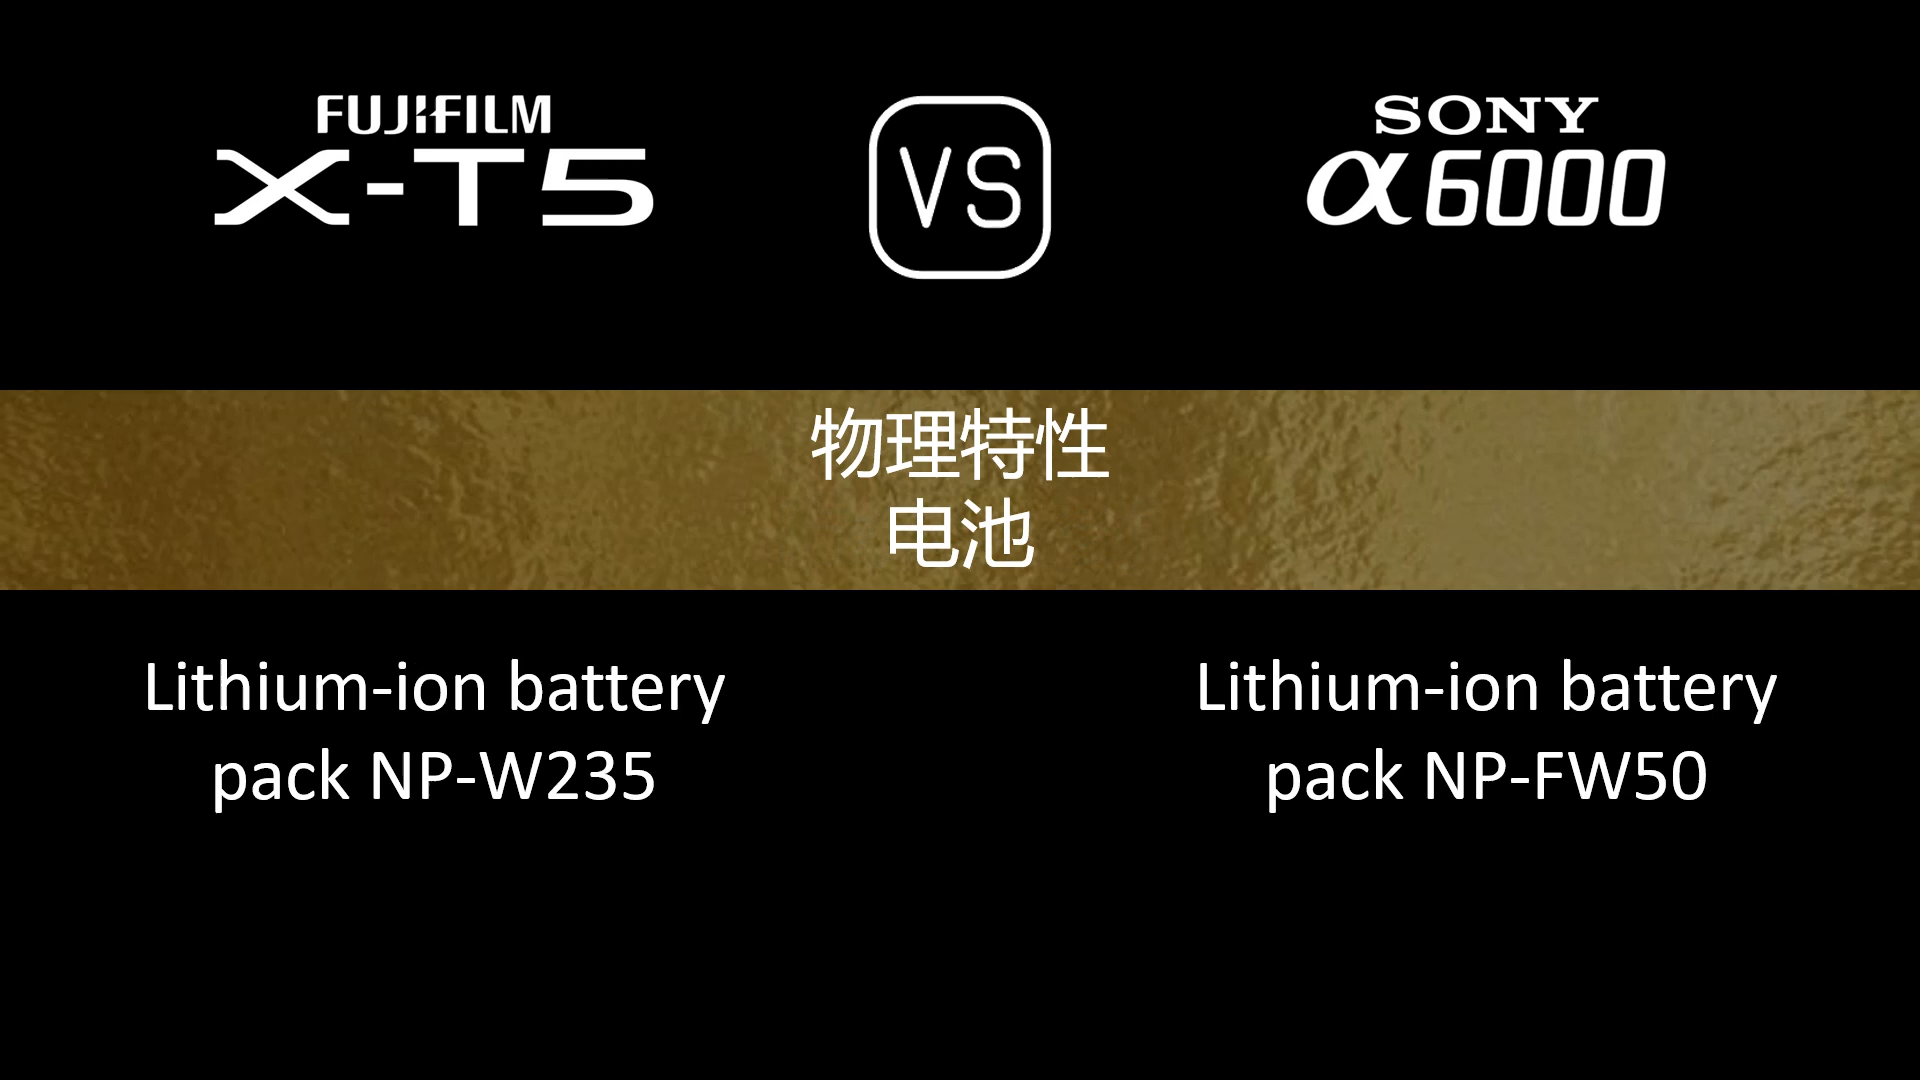 FUJIFILM
X-T5
VS
SONY
α6000
物理特性
电池
Lithium-ion battery
pack NP-W235
Lithium-ion battery
pack NP-FW50